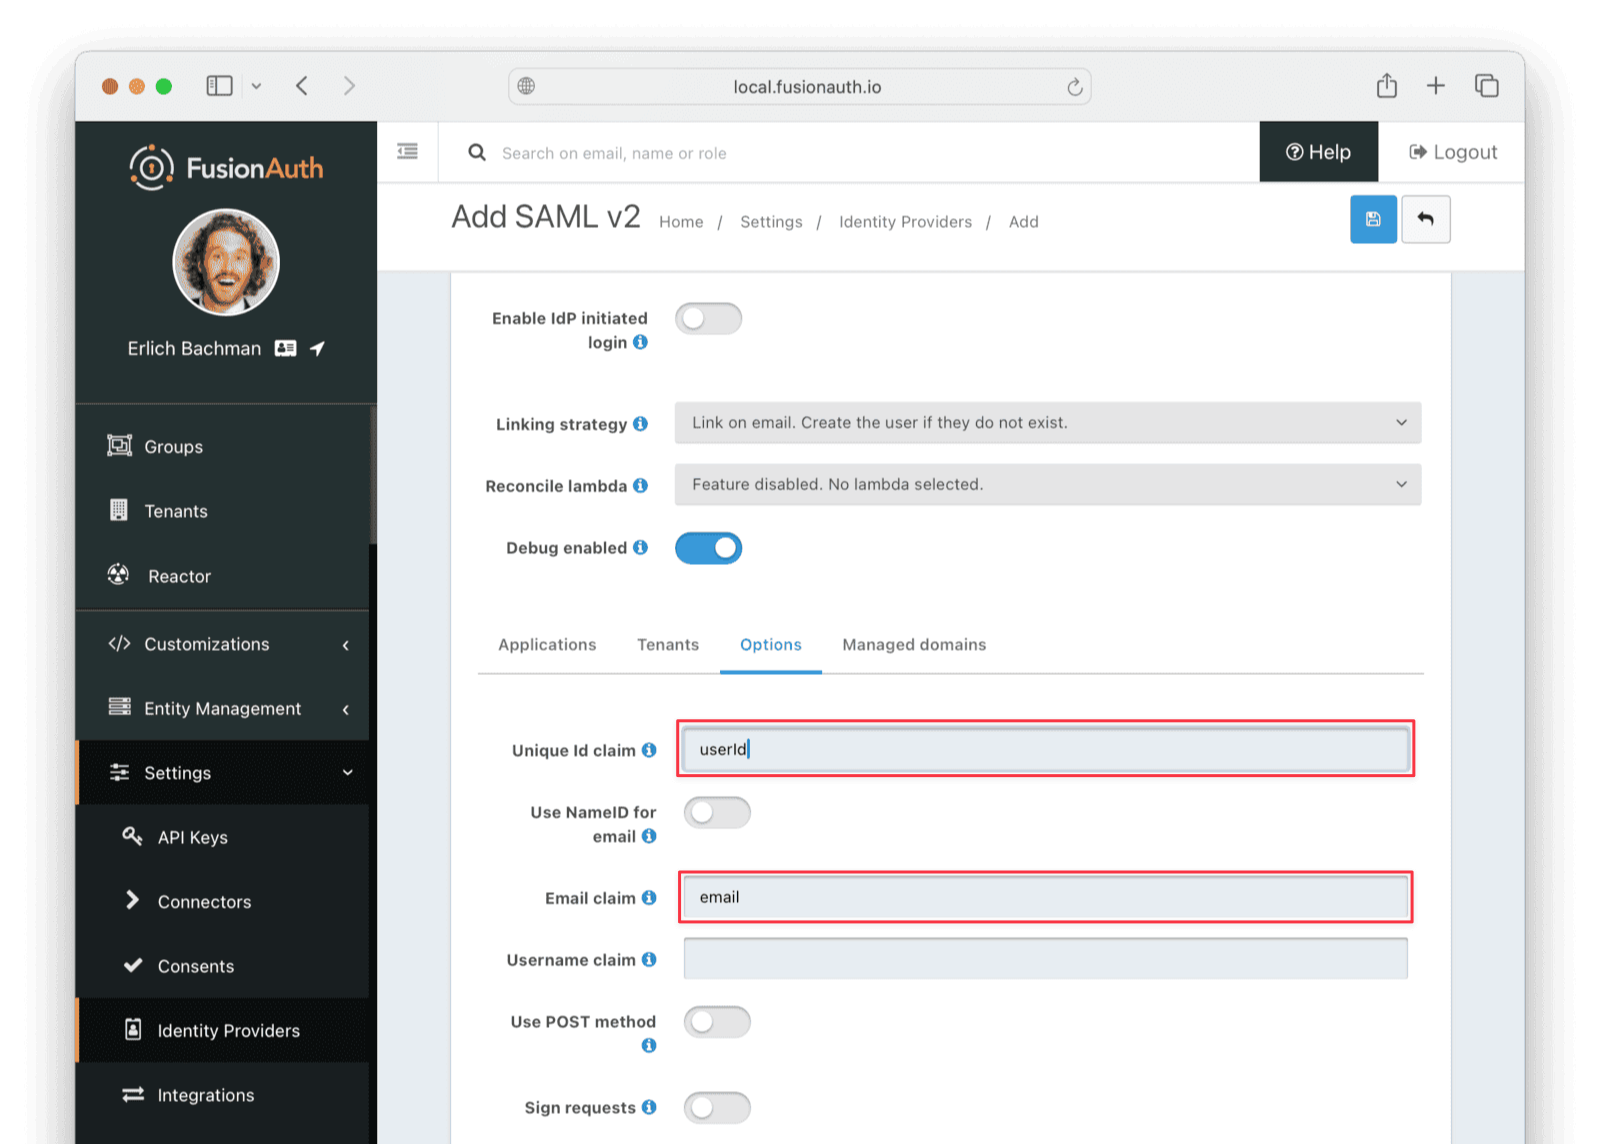 local.fusionauth.io
FusionAuth
Search on email, name or role
Help
Logout
Add SAML v2
Home / Settings / Identity Providers / Add
Erlich Bachman
Groups
Tenants
Reactor
Customizations
Entity Management
Settings
API Keys
Connectors
Consents
Identity Providers
Integrations
Enable IdP initiated
login
Linking strategy
Link on email. Create the user if they do not exist.
Reconcile lambda
Feature disabled. No lambda selected.
Debug enabled
Applications Tenants Options Managed domains
Unique Id claim
userId
Use NameID for
email
Email claim
email
Username claim
Use POST method
Sign requests